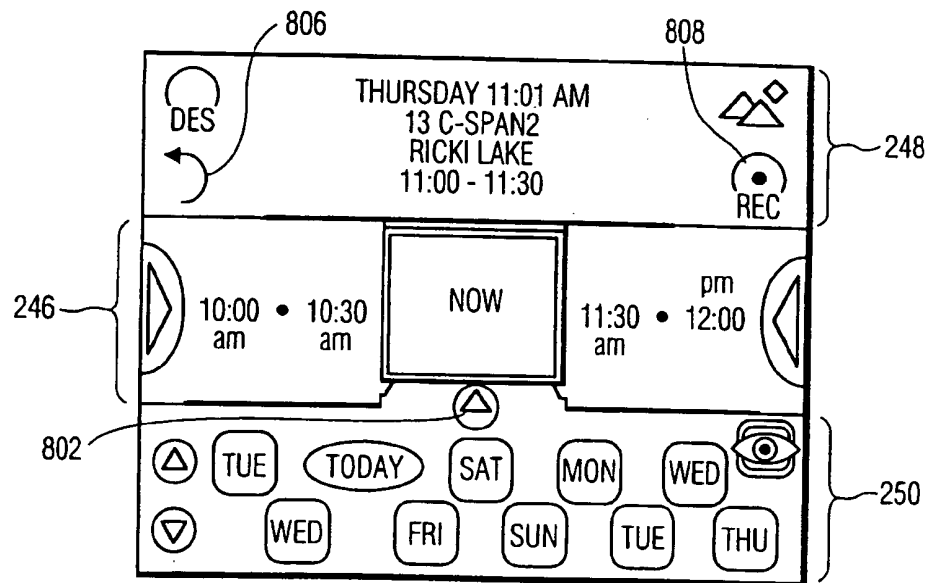 806
808
DES
THURSDAY 11:01 AM
13 C-SPAN2
RICKI LAKE
11:00 - 11:30
REC
248
246
10:00 am • 10:30 am
NOW
11:30 am • pm 12:00
802
TUE TODAY SAT MON WED
250
WED FRI SUN TUE THU